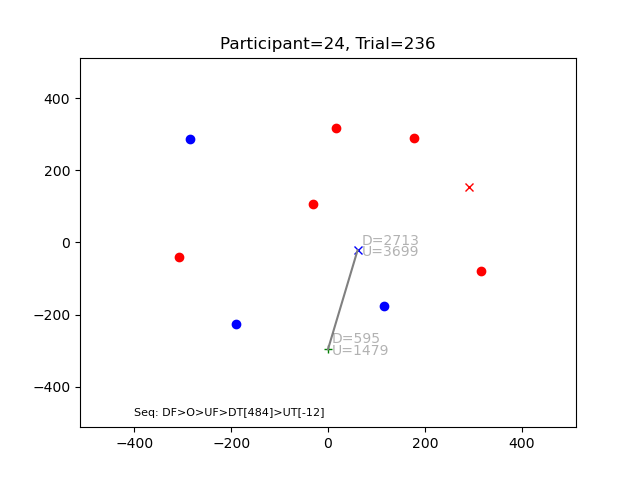 Participant=24, Trial=236
400
200
0
−200
−400
D=2713
U=3699
D=595
U=1479
Seq: DF>O>UF>DT[484]>UT[-12]
−400
−200
0
200
400